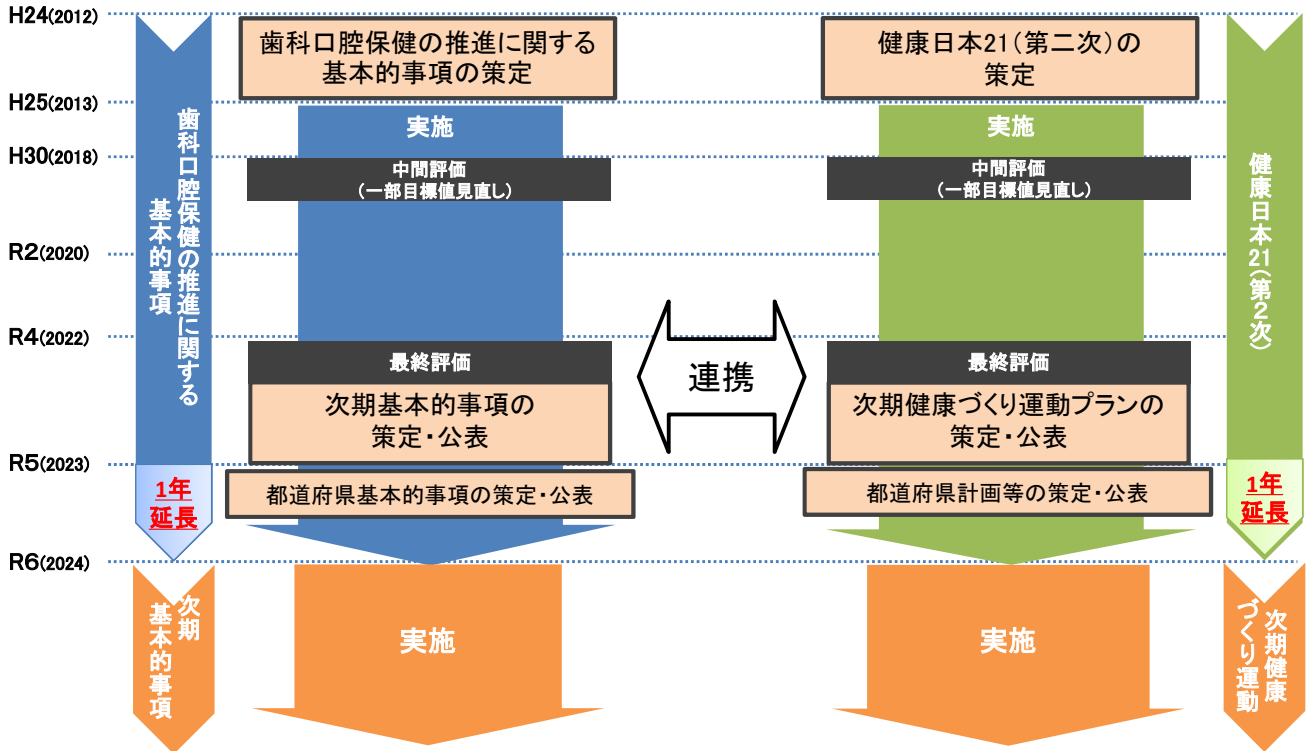 H24(2012)
歯科口腔保健の推進に関する
基本的事項の策定
健康日本21(第二次)の
策定
H25(2013)
実施
実施
H30(2018)
中間評価
(一部目標値見直し)
中間評価
(一部目標値見直し)
歯科口腔保健の推進に関する
基本的事項
健康日本21(第2次)
R2(2020)
R4(2022)
最終評価
次期基本的事項の
策定・公表
連携
最終評価
次期健康づくり運動プランの
策定・公表
R5(2023)
1年
延長
都道府県基本的事項の策定・公表
都道府県計画等の策定・公表
1年
延長
R6(2024)
次期
基本的事項
実施
実施
次期健康
づくり運動